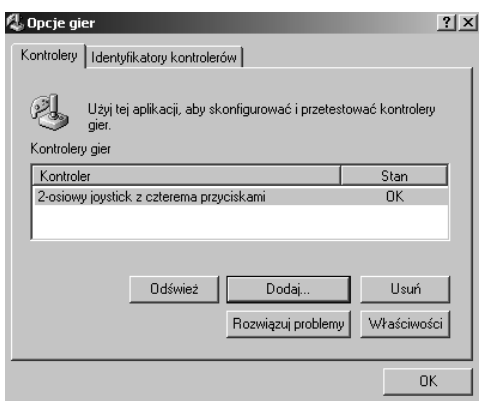 Opcje gier
Kontrolery Identyfikatory kontrolerów
Użyj tej aplikacji, aby skonfigurować i przetestować kontrolery
gier.
Kontrolery gier
Kontroler Stan
2-osiowy joystick z czterema przyciskami OK
Odśwież Dodaj... Usuń
Rozwiązuj problemy Właściwości
OK